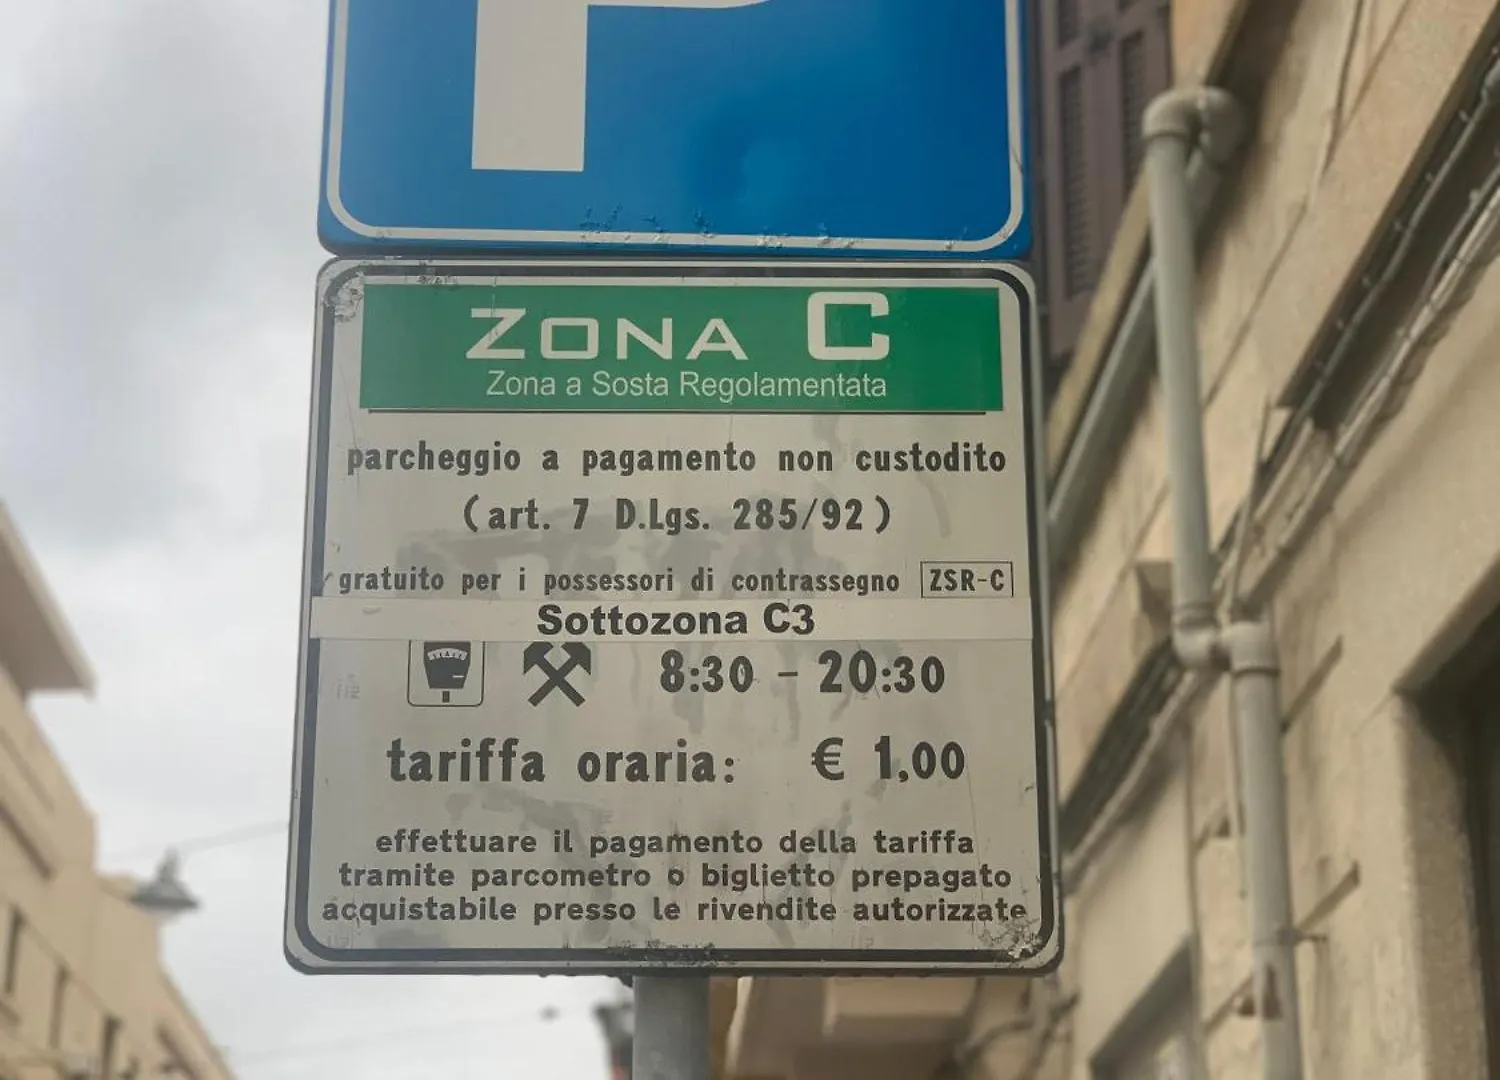 P
ZONA C
Zona a Sosta Regolamentata
parcheggio a pagamento non custodito
(art. 7 D.Lgs. 285/92)
gratuito per i possessori di contrassegno ZSR-C
Sottozona C3
8:30 - 20:30
tariffa oraria: € 1,00
effettuare il pagamento della tariffa
tramite parcometro o biglietto prepagato
acquistabile presso le rivendite autorizzate